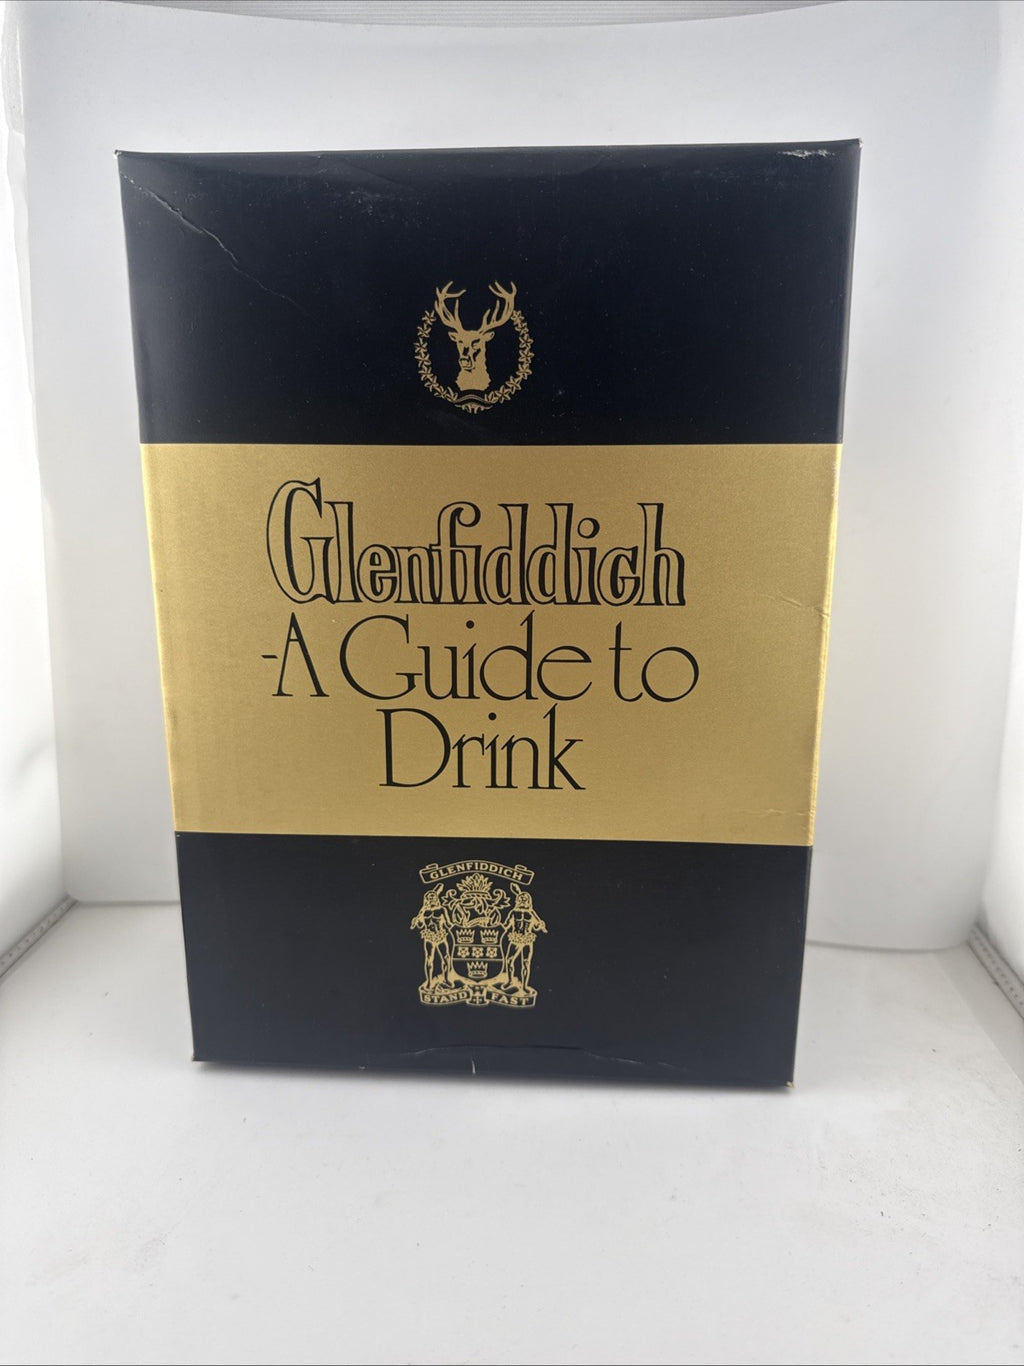 Glenfiddich
-A Guide to
Drink
GLENFIDDICH
STAND FAST